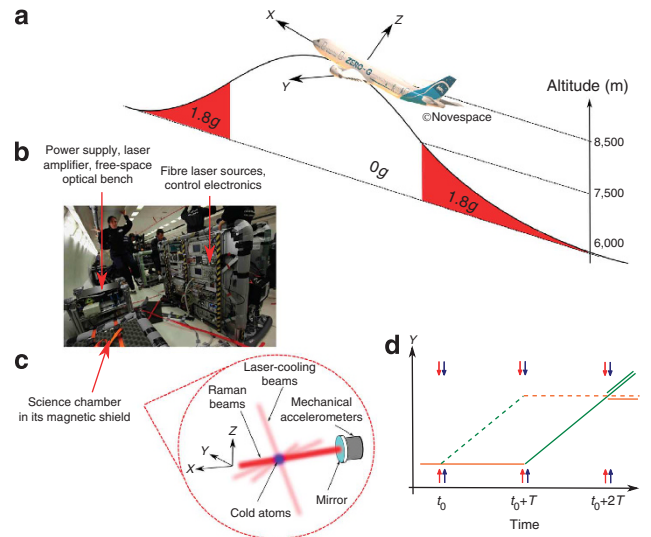 a
X
Z
Y
ZERO-G
©Novespace
Altitude (m)
1.8g
8,500
0g
7,500
1.8g
6,000
b
Power supply, laser
amplifier, free-space
optical bench
Fibre laser sources,
control electronics
Science chamber
in its magnetic shield
c
Laser-cooling
beams
Raman
beams
Mechanical
accelerometers
Z
Y
X
Cold atoms
Mirror
d
Y
t0
t0+T
t0+2T
Time